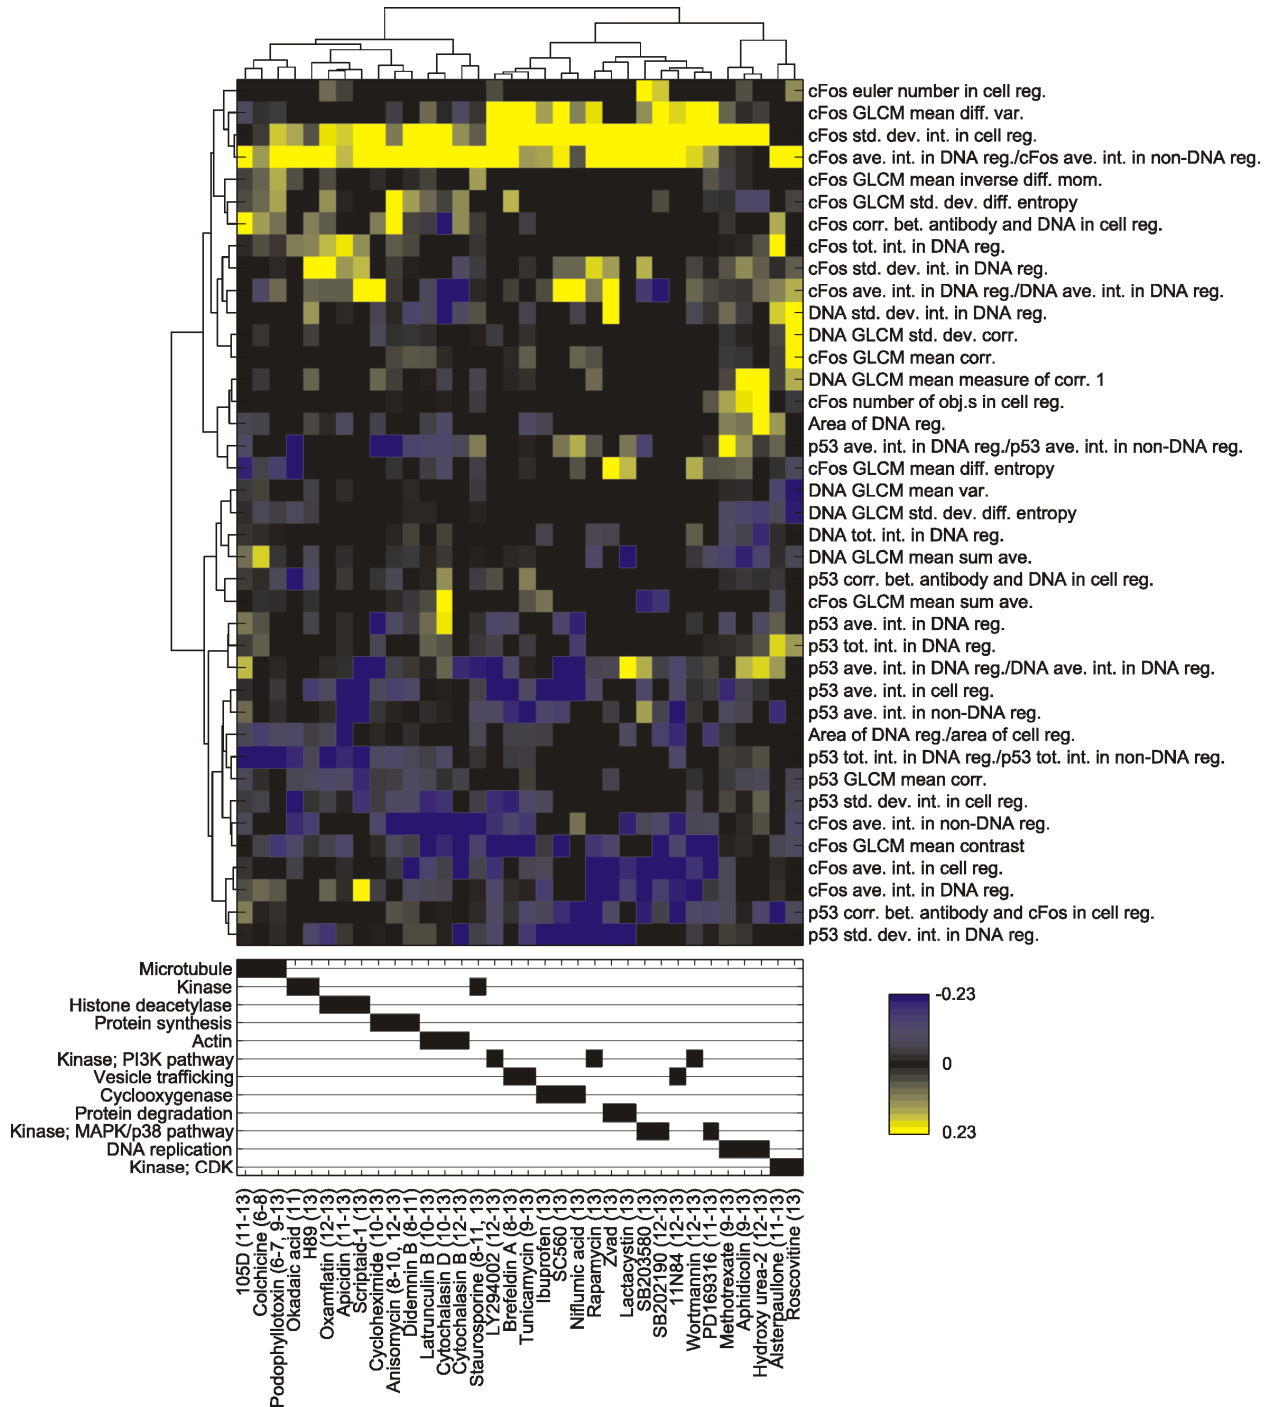 cFos euler number in cell reg.
cFos GLCM mean diff. var.
cFos std. dev. int. in cell reg.
cFos ave. int. in DNA reg./cFos ave. int. in non-DNA reg.
cFos GLCM mean inverse diff. mom.
cFos GLCM std. dev. diff. entropy
cFos corr. bet. antibody and DNA in cell reg.
cFos tot. int. in DNA reg.
cFos std. dev. int. in DNA reg.
cFos ave. int. in DNA reg./DNA ave. int. in DNA reg.
DNA std. dev. int. in DNA reg.
DNA GLCM std. dev. corr.
cFos GLCM mean corr.
DNA GLCM mean measure of corr. 1
cFos number of obj.s in cell reg.
Area of DNA reg.
p53 ave. int. in DNA reg./p53 ave. int. in non-DNA reg.
cFos GLCM mean diff. entropy
DNA GLCM mean var.
DNA GLCM std. dev. diff. entropy
DNA tot. int. in DNA reg.
DNA GLCM mean sum ave.
p53 corr. bet. antibody and DNA in cell reg.
cFos GLCM mean sum ave.
p53 ave. int. in DNA reg.
p53 tot. int. in DNA reg.
p53 ave. int. in DNA reg./DNA ave. int. in DNA reg.
p53 ave. int. in cell reg.
p53 ave. int. in non-DNA reg.
Area of DNA reg./area of cell reg.
p53 tot. int. in DNA reg./p53 tot. int. in non-DNA reg.
p53 GLCM mean corr.
p53 std. dev. int. in cell reg.
cFos ave. int. in non-DNA reg.
cFos GLCM mean contrast
cFos ave. int. in cell reg.
cFos ave. int. in DNA reg.
p53 corr. bet. antibody and cFos in cell reg.
p53 std. dev. int. in DNA reg.
Microtubule
Kinase
Histone deacetylase
Protein synthesis
Actin
Kinase; PI3K pathway
Vesicle trafficking
Cyclooxygenase
Protein degradation
Kinase; MAPK/p38 pathway
DNA replication
Kinase; CDK
-0.23
0
0.23
105D (11-13)
Colchicine (6-8)
Podophyllotoxin (6-7, 9-13)
Okadaic acid (11)
H89 (13)
Oxamflatin (12-13)
Apicidin (11-13)
Scriptaid-1 (13)
Cycloheximide (10-13)
Anisomycin (8-10, 12-13)
Didemnin B (8-11)
Latrunculin B (10-13)
Cytochalasin D (10-13)
Cytochalasin B (12-13)
Staurosporine (8-11, 13)
LY294002 (12-13)
Brefeldin A (8-13)
Tunicamycin (9-13)
Ibuprofen (13)
SC560 (13)
Niflumic acid (13)
Rapamycin (13)
Zvad (13)
Lactacystin (13)
SB203580 (13)
SB202190 (12-13)
11N84 (12-13)
Wortmannin (12-13)
PD169316 (11-13)
Methotrexate (9-13)
Aphidicolin (9-13)
Hydroxy urea-2 (12-13)
Alsterpaullone (11-13)
Roscovitine (13)